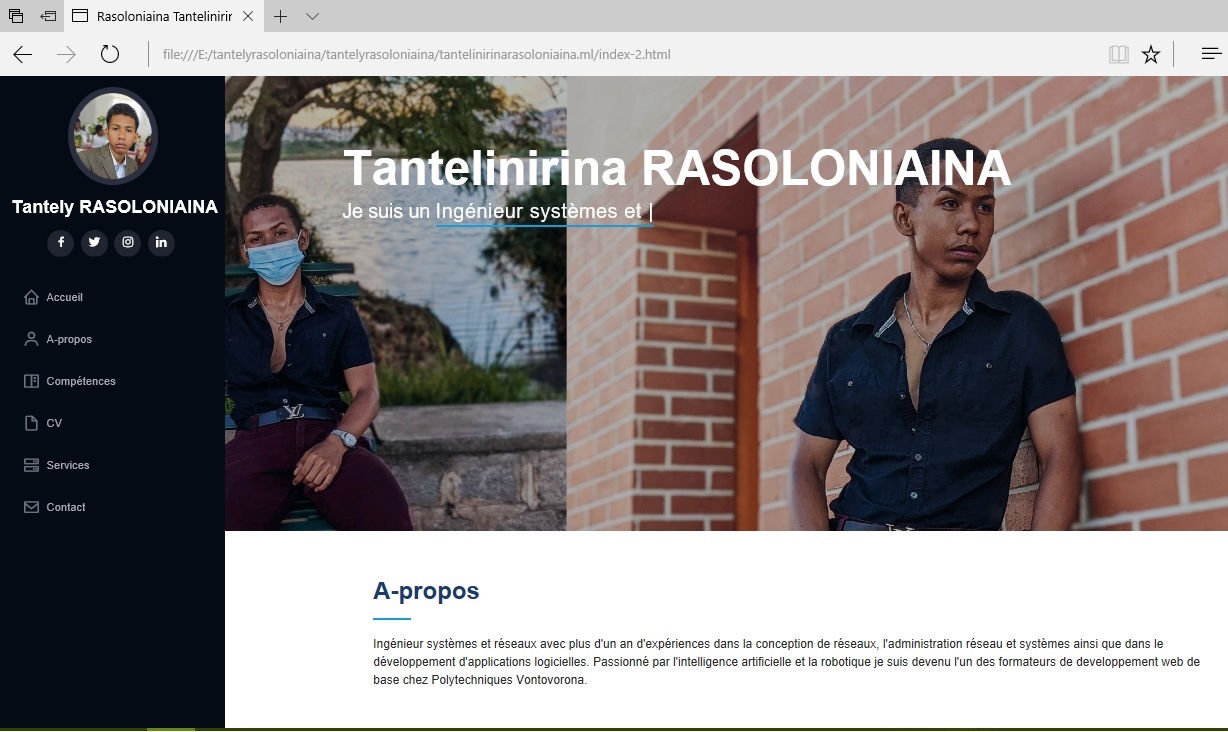 Rasoloniaina Tantelinirir
file:///E:/tantelyrasoloniaina/tantelyrasoloniaina/tantelinirinarasoloniaina.ml/index-2.html
Tantely RASOLONIAINA
f in
Accueil
A-propos
Compétences
CV
Services
Contact
Tantelinirina RASOLONIAINA
Je suis un Ingénieur systèmes et |
LV
A-propos
Ingénieur systèmes et réseaux avec plus d'un an d'expériences dans la conception de réseaux, l'administration réseau et systèmes ainsi que dans le
développement d'applications logicielles. Passionné par l'intelligence artificielle et la robotique je suis devenu l'un des formateurs de developpement web de
base chez Polytechniques Vontovorona.